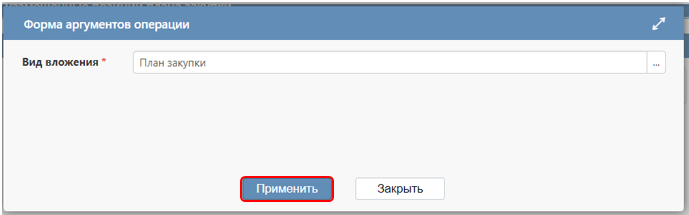 Форма аргументов операции
Вид вложения * План закупки ...
Применить Закрыть